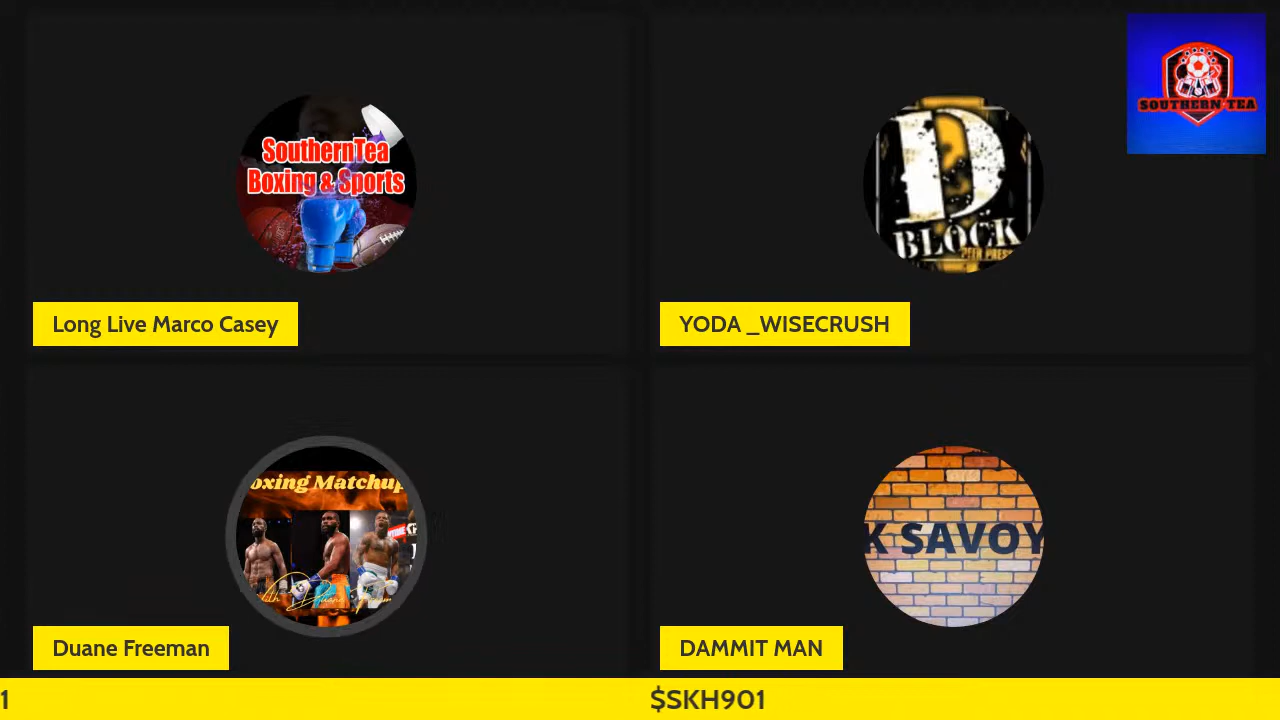 SOUTHERN TEA
SouthernTea
Boxing & Sports
D
BLOCK
Long Live Marco Casey
YODA _WISECRUSH
oxing Matchup
K SAVOY
Duane Freeman
DAMMIT MAN
1
$SKH901